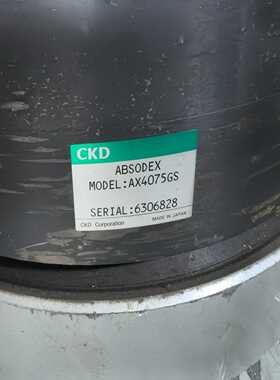 CKD
ABSODEX
MODEL:AX4075GS
SERIAL:6306828
CKD Corporation MADE IN JAPAN